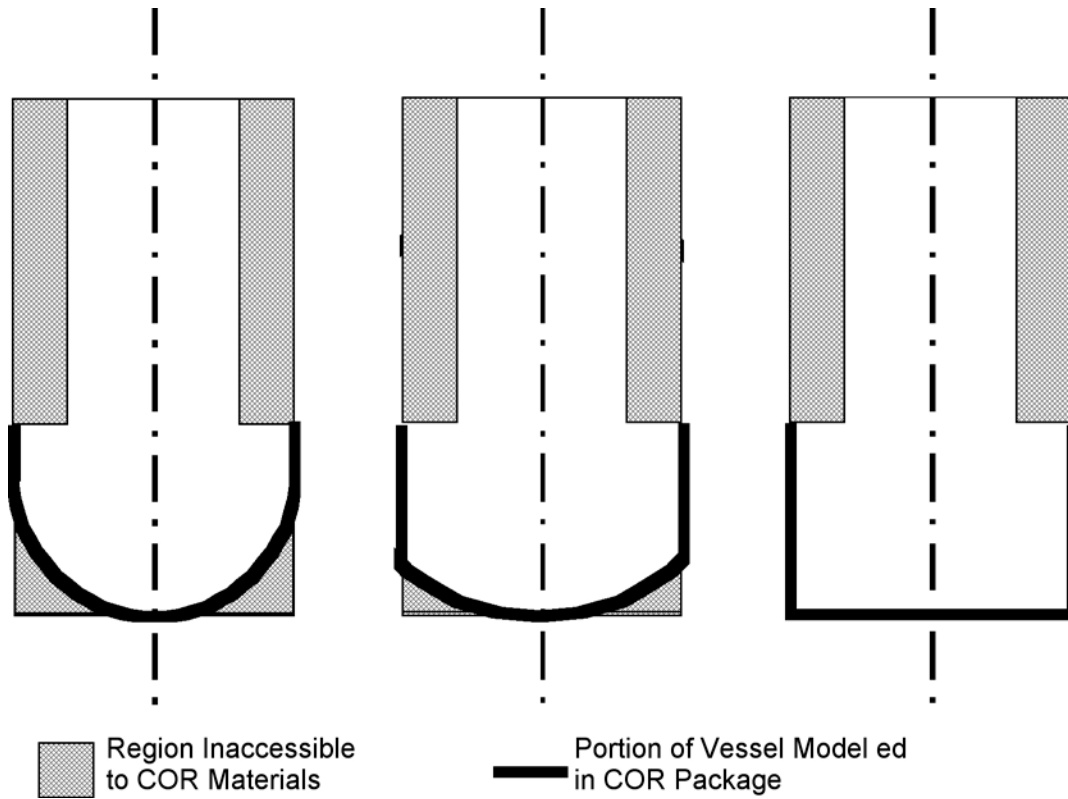 Region Inaccessible
to COR Materials
Portion of Vessel Model ed
in COR Package